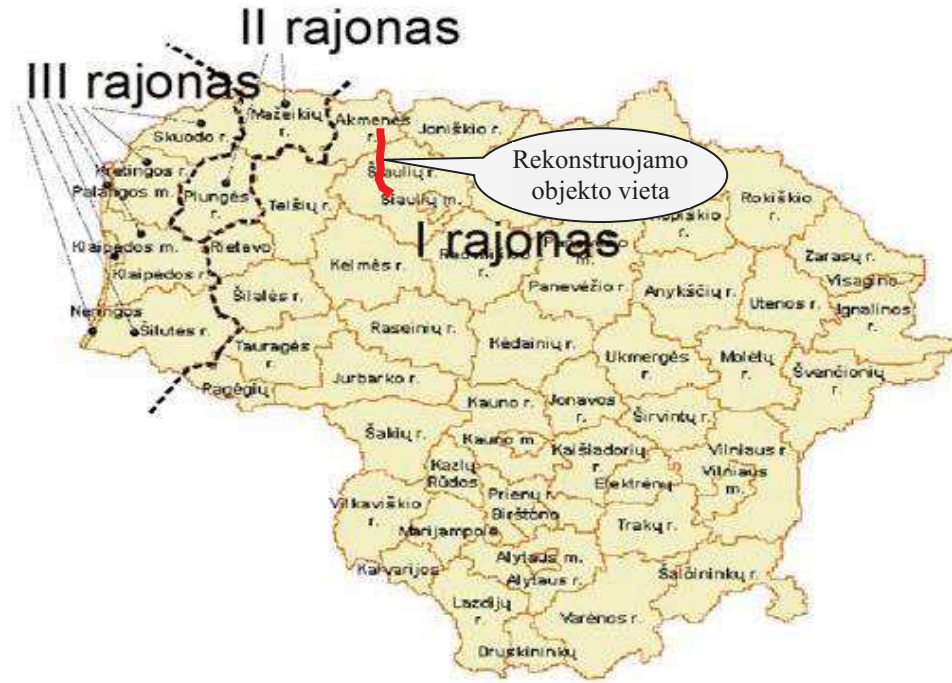 II rajonas
III rajonas
Mažeikių
r.
Akmenės
r.
Joniškio r.
Skuodo r.
Rekonstruojamo
objekto vieta
Kretingos r.
Palangos m.
Plungės
r.
Telšių r.
Šiaulių r.
Šiaulių m.
Rokiškio
r.
I rajonas
Klaipėdos m.
Klaipėdos r.
Rietavo
Kelmės r.
Panevėžio r.
Anykščių r.
Zarasų r.
Visagino
Utenos r.
Ignalinos
r.
Neringos
Šilutės r.
Šilalės r.
Tauragės
r.
Raseinių r.
Kėdainių r.
Ukmergės
r.
Molėtų
r.
Švenčionių
r.
Pagėgių
Jurbarko r.
Kauno r.
Jonavos
r.
Širvintų r.
Šakių r.
Kauno m.
Kaišiadorių
r.
Elektrėnų
Vilniaus r.
Vilniaus
m.
Kazlų
Rūdos
Prienų r.
Birštono
Vilkaviškio
r.
Marijampolė
Trakų r.
Kalvarijos
Alytaus m.
Alytaus r.
Šalčininkų r.
Lazdijų
r.
Varėnos r.
Druskininkų